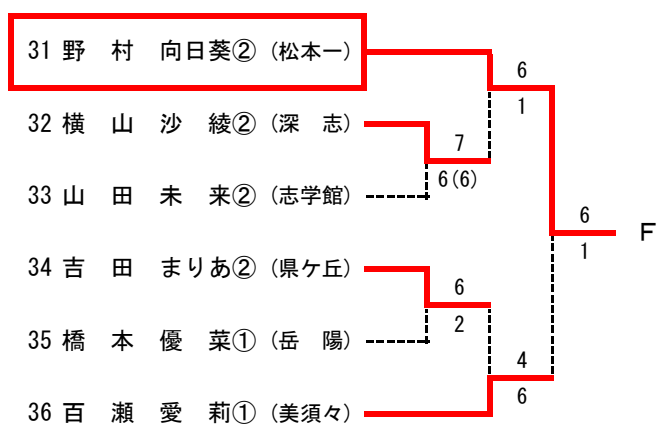 31 野 村 向日葵② (松本一)
6
1
32 横 山 沙 綾② (深 志)
7
6(6)
33 山 田 未 来② (志学館)
6
1
F
34 吉 田 まりあ② (県ケ丘)
6
2
35 橋 本 優 菜① (岳 陽)
4
6
36 百 瀬 愛 莉① (美須々)